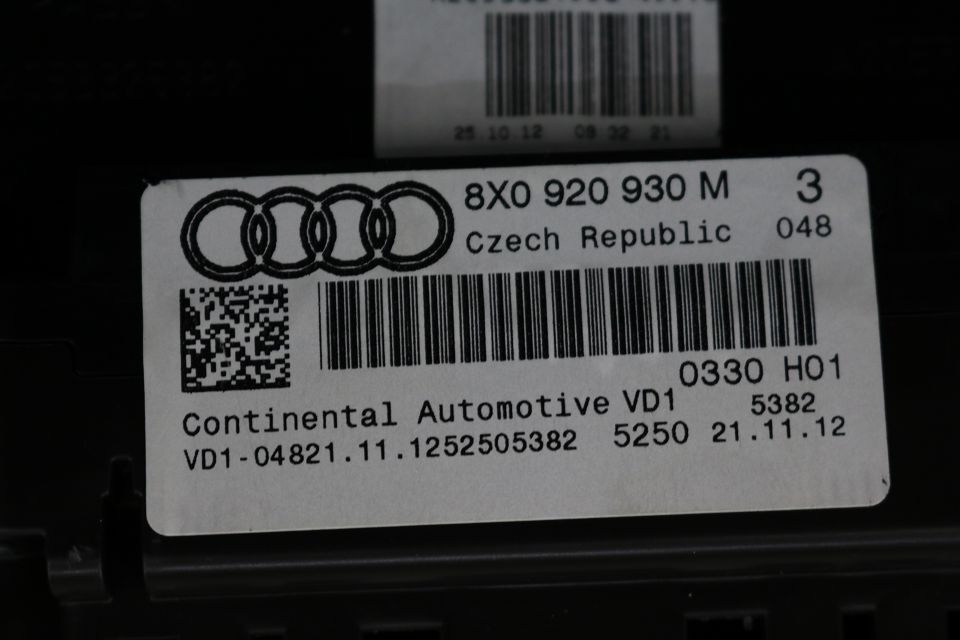 25.10.12 08 32 21
8X0 920 930 M 3
Czech Republic 048
0330 H01
Continental Automotive VD1 5382
VD1-04821.11.1252505382 5250 21.11.12